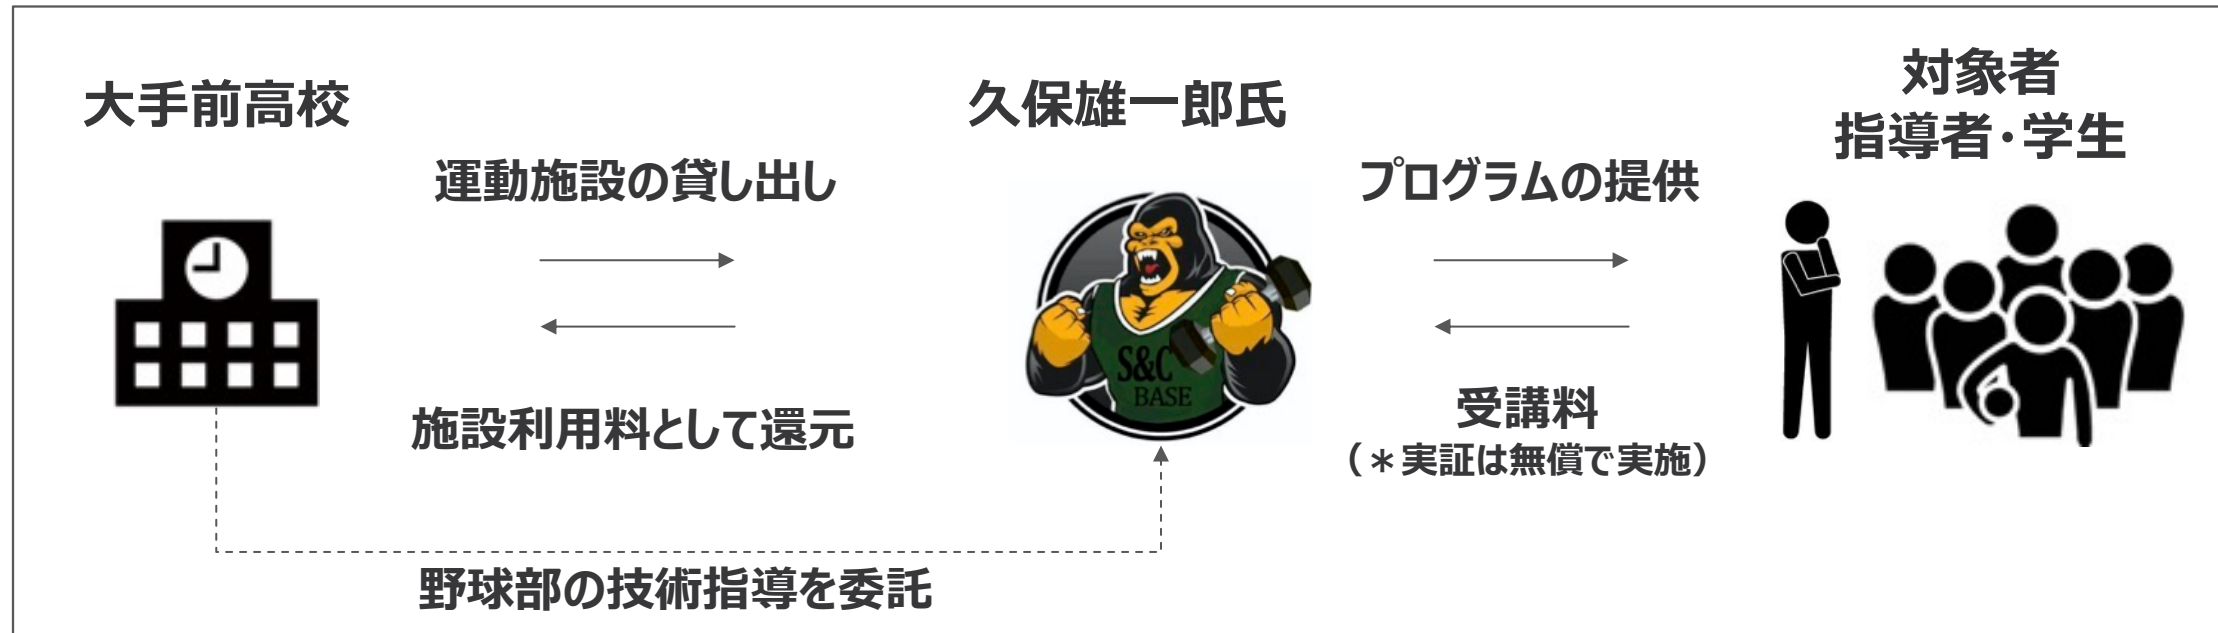 大手前高校
久保雄一郎氏
対象者
指導者・学生
運動施設の貸し出し
プログラムの提供
S&C
BASE
施設利用料として還元
受講料
（＊実証は無償で実施）
野球部の技術指導を委託